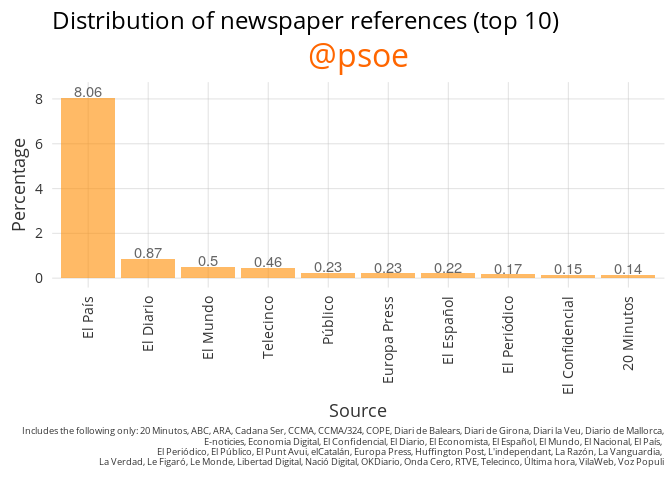 Distribution of newspaper references (top 10)
@psoe
Percentage
8
6
4
2
0
8.06
0.87
0.5
0.46
0.23
0.23
0.22
0.17
0.15
0.14
El País
El Diario
El Mundo
Telecinco
Público
Europa Press
El Español
El Periódico
El Confidencial
20 Minutos
Source
Includes the following only: 20 Minutos, ABC, ARA, Cadana Ser, CCMA, CCMA/324, COPE, Diari de Balears, Diari de Girona, Diari la Veu, Diario de Mallorca,
E-noticies, Economia Digital, El Confidencial, El Diario, El Economista, El Español, El Mundo, El Nacional, El País,
El Periódico, El Público, El Punt Avui, elCatalán, Europa Press, Huffington Post, L'independant, La Razón, La Vanguardia,
La Verdad, Le Figaró, Le Monde, Libertad Digital, Nació Digital, OKDiario, Onda Cero, RTVE, Telecinco, Última hora, VilaWeb, Voz Populi